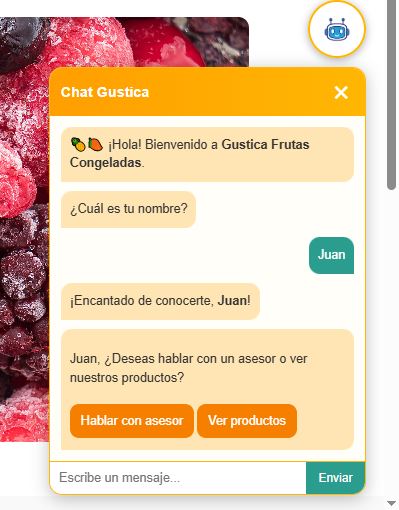 Chat Gustica
¡Hola! Bienvenido a Gustica Frutas
Congeladas.
¿Cuál es tu nombre?
Juan
¡Encantado de conocerte, Juan!
Juan, ¿Deseas hablar con un asesor o ver
nuestros productos?
Hablar con asesor
Ver productos
Escribe un mensaje...
Enviar